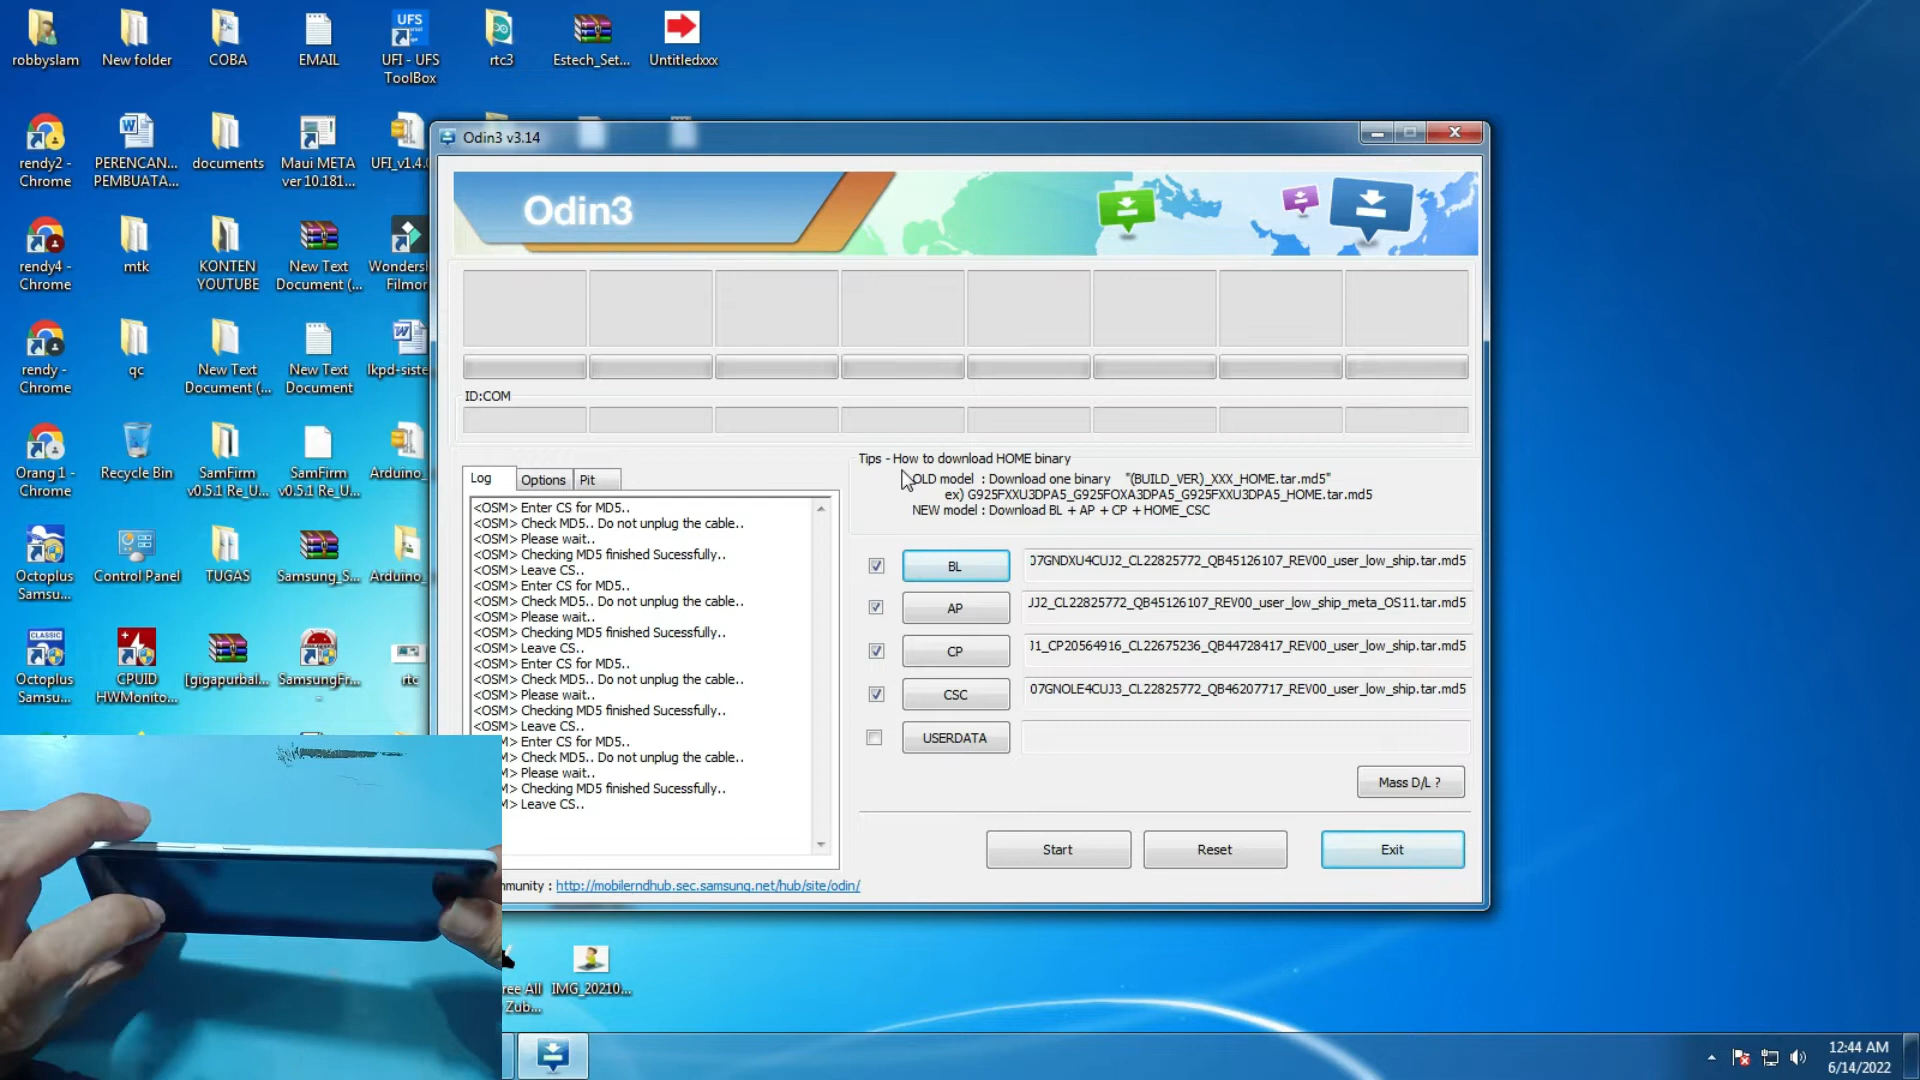 robbyslam
New folder
COBA
EMAIL
UFS
UFI - UFS
ToolBox
rtc3
Estech_Set...
Untitledxxx
rendy2 -
Chrome
PERENCAN...
PEMBUATA...
documents
Maui META
ver 10.181...
UFI_v1.4.
rendy4 -
Chrome
mtk
KONTEN
YOUTUBE
New Text
Document (...
Wondersh
Filmor
rendy -
Chrome
qc
New Text
Document (...
New Text
Document
lkpd-siste
Orang 1 -
Chrome
Recycle Bin
SamFirm
v0.5.1 Re_U...
SamFirm
v0.5.1 Re_U...
Arduino_
Octoplus
Samsu...
Control Panel
TUGAS
Samsung_S...
Arduino_
CLASSIC
Octoplus
Samsu...
CPUID
HWMonito...
[gigapurbal...
SamsungFr...
-
rtc
Odin3 v3.14
Odin3
ID:COM
Log
Options
Pit
<OSM> Enter CS for MD5..
<OSM> Check MD5.. Do not unplug the cable..
<OSM> Please wait..
<OSM> Checking MD5 finished Sucessfully..
<OSM> Leave CS..
<OSM> Enter CS for MD5..
<OSM> Check MD5.. Do not unplug the cable..
<OSM> Please wait..
<OSM> Checking MD5 finished Sucessfully..
<OSM> Leave CS..
<OSM> Enter CS for MD5..
<OSM> Check MD5.. Do not unplug the cable..
<OSM> Please wait..
<OSM> Checking MD5 finished Sucessfully..
<OSM> Leave CS..
<OSM> Enter CS for MD5..
<OSM> Check MD5.. Do not unplug the cable..
M> Please wait..
M> Checking MD5 finished Sucessfully..
M> Leave CS..
mmunity : http://mobilerndhub.sec.samsung.net/hub/site/odin/
Tips - How to download HOME binary
OLD model : Download one binary "(BUILD_VER)_XXX_HOME.tar.md5"
ex) G925FXXU3DPA5_G925FOXA3DPA5_G925FXXU3DPA5_HOME.tar.md5
NEW model : Download BL + AP + CP + HOME_CSC
BL
07GNDXU4CUJ2_CL22825772_QB45126107_REV00_user_low_ship.tar.md5
AP
JJ2_CL22825772_QB45126107_REV00_user_low_ship_meta_OS11.tar.md5
CP
J1_CP20564916_CL22675236_QB44728417_REV00_user_low_ship.tar.md5
CSC
07GNOLE4CUJ3_CL22825772_QB46207717_REV00_user_low_ship.tar.md5
USERDATA
Mass D/L ?
Start
Reset
Exit
ree All
Zub...
IMG_20210...
12:44 AM
6/14/2022